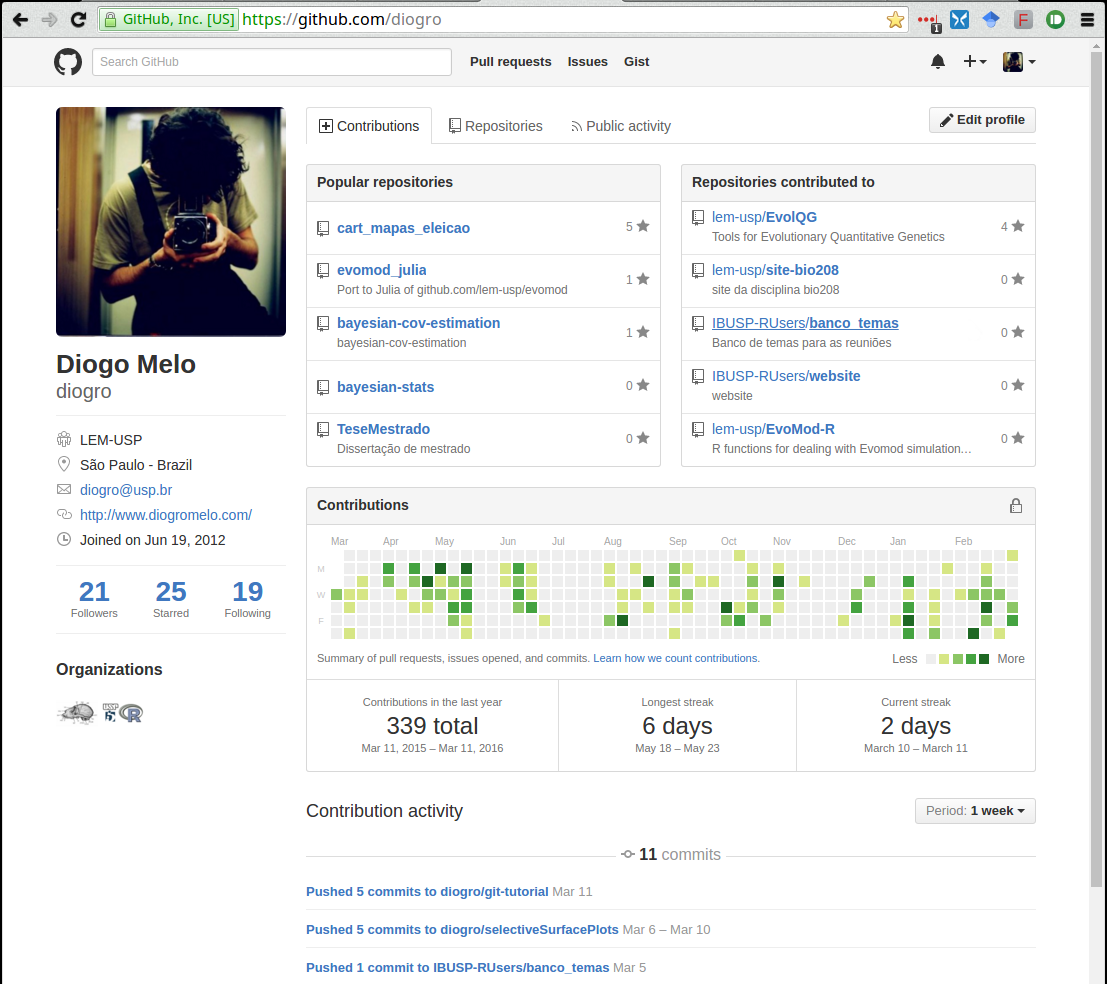 GitHub, Inc. [US] https://github.com/diogro
1
Search GitHub
Pull requests Issues Gist
Contributions Repositories Public activity
Edit profile
Diogo Melo
diogro
LEM-USP
São Paulo - Brazil
diogro@usp.br
http://www.diogromelo.com/
Joined on Jun 19, 2012
21 25 19
Followers Starred Following
Organizations
Popular repositories
cart_mapas_eleicao 5
evomod_julia 1
Port to Julia of github.com/lem-usp/evomod
bayesian-cov-estimation 1
bayesian-cov-estimation
bayesian-stats 0
TeseMestrado 0
Dissertação de mestrado
Repositories contributed to
lem-usp/EvolQG 4
Tools for Evolutionary Quantitative Genetics
lem-usp/site-bio208 0
site da disciplina bio208
IBUSP-RUsers/banco_temas 0
Banco de temas para as reuniões
IBUSP-RUsers/website 0
website
lem-usp/EvoMod-R 0
R functions for dealing with Evomod simulation…
Contributions
Mar Apr May Jun Jul Aug Sep Oct Nov Dec Jan Feb
M
W
F
Summary of pull requests, issues opened, and commits. Learn how we count contributions.
Less More
Contributions in the last year
339 total
Mar 11, 2015 – Mar 11, 2016
Longest streak
6 days
May 18 – May 23
Current streak
2 days
March 10 – March 11
Contribution activity
Period: 1 week
11 commits
Pushed 5 commits to diogro/git-tutorial Mar 11
Pushed 5 commits to diogro/selectiveSurfacePlots Mar 6 – Mar 10
Pushed 1 commit to IBUSP-RUsers/banco_temas Mar 5